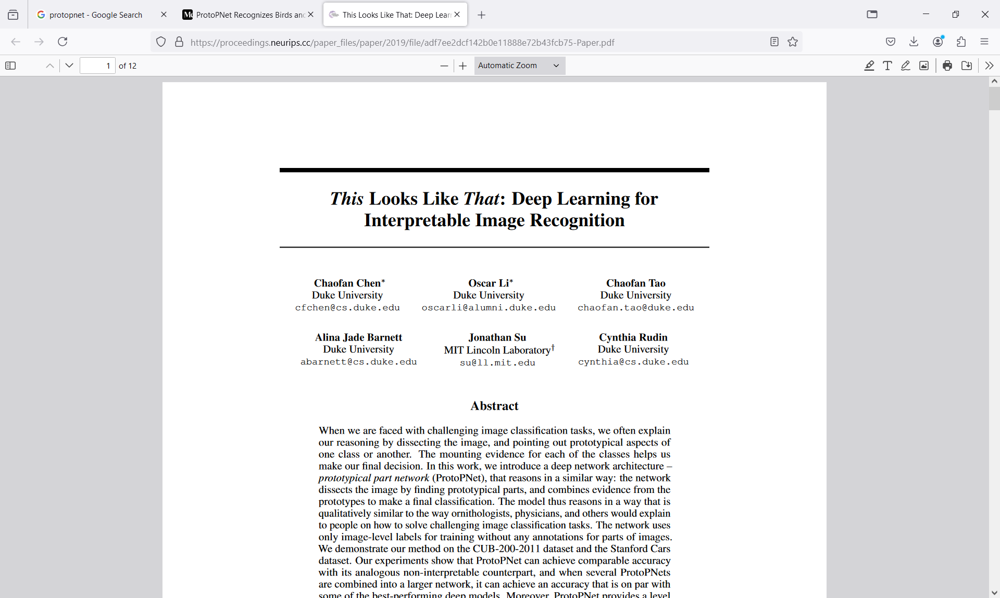 protopnet - Google Search
ProtoPNet Recognizes Birds an
This Looks Like That: Deep Lear
https://proceedings.neurips.cc/paper_files/paper/2019/file/adf7ee2dcf142b0e11888e72b43fcb75-Paper.pdf
1 of 12
Automatic Zoom
This Looks Like That: Deep Learning for
Interpretable Image Recognition
Chaofan Chen* Oscar Li* Chaofan Tao
Duke University Duke University Duke University
cfchen@cs.duke.edu oscarli@alumni.duke.edu chaofan.tao@duke.edu
Alina Jade Barnett Jonathan Su Cynthia Rudin
Duke University MIT Lincoln Laboratory† Duke University
abarnett@cs.duke.edu su@ll.mit.edu cynthia@cs.duke.edu
Abstract
When we are faced with challenging image classification tasks, we often explain
our reasoning by dissecting the image, and pointing out prototypical aspects of
one class or another. The mounting evidence for each of the classes helps us
make our final decision. In this work, we introduce a deep network architecture –
prototypical part network (ProtoPNet), that reasons in a similar way: the network
dissects the image by finding prototypical parts, and combines evidence from the
prototypes to make a final classification. The model thus reasons in a way that is
qualitatively similar to the way ornithologists, physicians, and others would explain
to people on how to solve challenging image classification tasks. The network uses
only image-level labels for training without any annotations for parts of images.
We demonstrate our method on the CUB-200-2011 dataset and the Stanford Cars
dataset. Our experiments show that ProtoPNet can achieve comparable accuracy
with its analogous non-interpretable counterpart, and when several ProtoPNets
are combined into a larger network, it can achieve an accuracy that is on par with
some of the best-performing deep models. Moreover, ProtoPNet provides a level